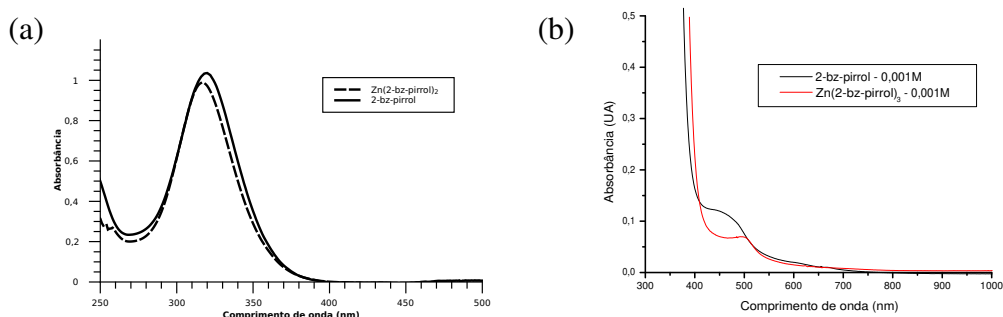 (a)
Absorbância
1
0,8
0,6
0,4
0,2
0
250
300
350
400
450
500
Comprimento de onda (nm)
Zn(2-bz-pirrol)₂
2-bz-pirrol
(b)
Absorbância (UA)
0,5
0,4
0,3
0,2
0,1
0,0
300
400
500
600
700
800
900
1000
Comprimento de onda (nm)
2-bz-pirrol - 0,001M
Zn(2-bz-pirrol)₃ - 0,001M